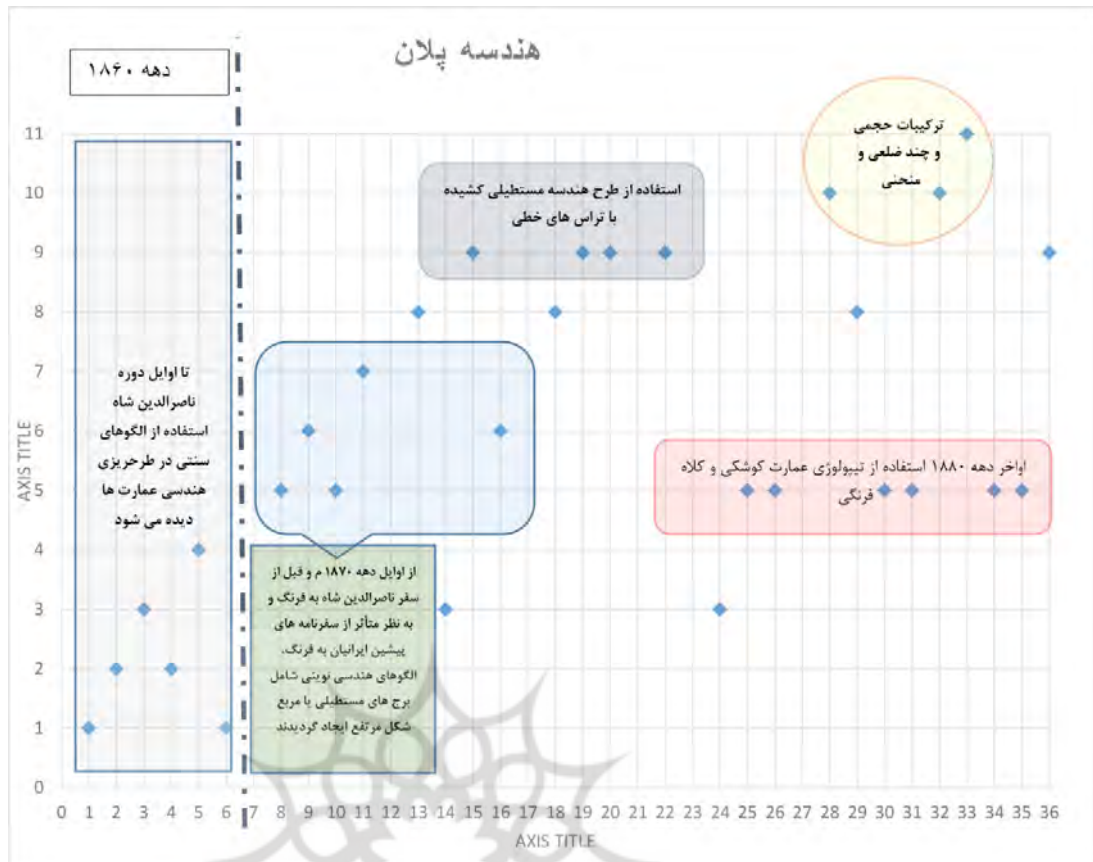 هندسه پلان
دهه ۱۸۶۰
ترکیبات حجمی
و چند ضلعی و
منحنی
استفاده از طرح هندسه مستطیلی کشیده
با تراس های خطی
تا اوایل دوره
ناصرالدین شاه
استفاده از الگوهای
سنتی در طرحریزی
هندسی عمارت ها
دیده می شود
اواخر دهه ۱۸۸۰ استفاده از تیپولوژی عمارت کوشکی و کلاه
فرنگی
از اوایل دهه ۱۸۷۰ م و قبل از
سفر ناصرالدین شاه به فرنگ و
به نظر متأثر از سفرنامه های
پیشین ایرانیان به فرنگ،
الگوهای هندسی نوینی شامل
برج های مستطیلی یا مربع
شکل مرتفع ایجاد گردیدند
AXIS TITLE
11
10
9
8
7
6
5
4
3
2
1
0
0 1 2 3 4 5 6 7 8 9 10 11 12 13 14 15 16 17 18 19 20 21 22 23 24 25 26 27 28 29 30 31 32 33 34 35 36
AXIS TITLE